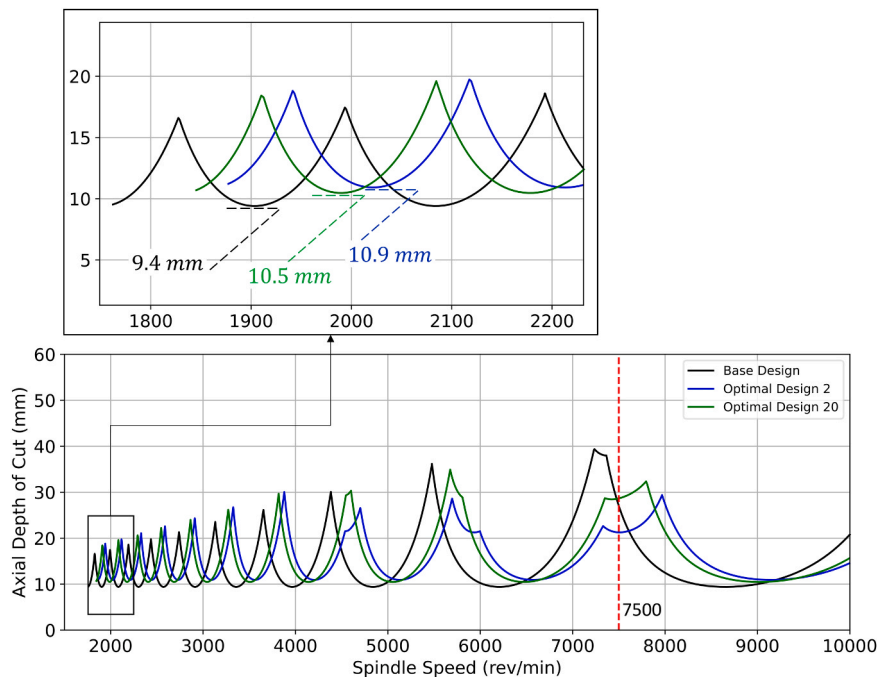 20
15
10
5
9.4 mm
10.5 mm
10.9 mm
1800 1900 2000 2100 2200
Axial Depth of Cut (mm)
60
50
40
30
20
10
0
Base Design
Optimal Design 2
Optimal Design 20
7500
2000 3000 4000 5000 6000 7000 8000 9000 10000
Spindle Speed (rev/min)